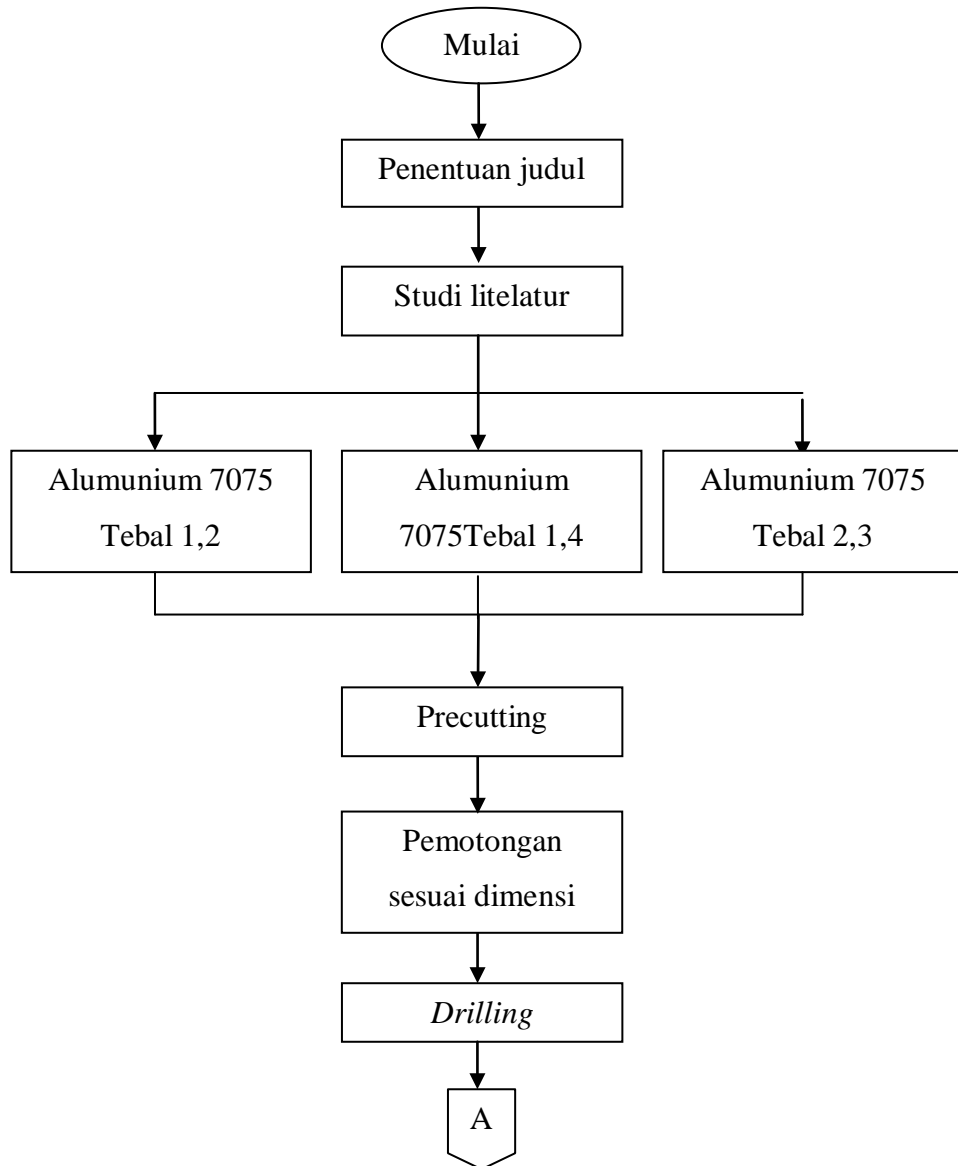 Mulai
Penentuan judul
Studi litelatur
Alumunium 7075
Tebal 1,2
Alumunium
7075Tebal 1,4
Alumunium 7075
Tebal 2,3
Precutting
Pemotongan
sesuai dimensi
Drilling
A